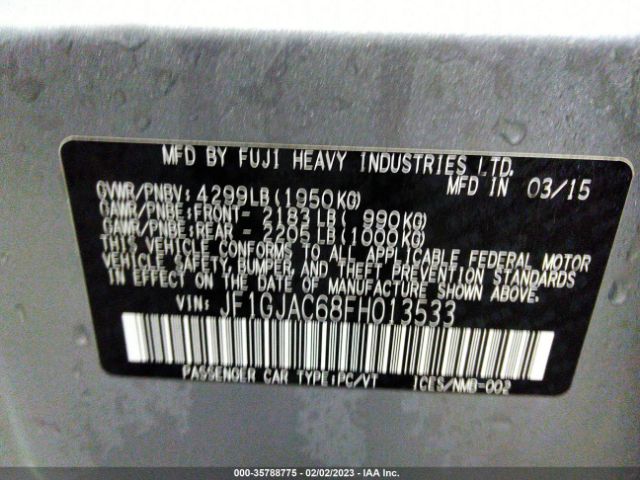 MFD BY FUJI HEAVY INDUSTRIES LTD.
MFD IN 03/15
GVWR/PNBV: 4299LB (1950KG)
GAWR/PNBE:FRONT- 2183LB ( 990KG)
GAWR/PNBE:REAR - 2205LB (1000KG)
THIS VEHICLE CONFORMS TO ALL APPLICABLE FEDERAL MOTOR
VEHICLE SAFETY, BUMPER, AND THEFT PREVENTION STANDARDS
IN EFFECT ON THE DATE OF MANUFACTURE SHOWN ABOVE.
VIN: JF1GJAC68FH013533
PASSENGER CAR TYPE:PC/VT ICES/NMB-002
000-35788775 - 02/02/2023 - IAA Inc.